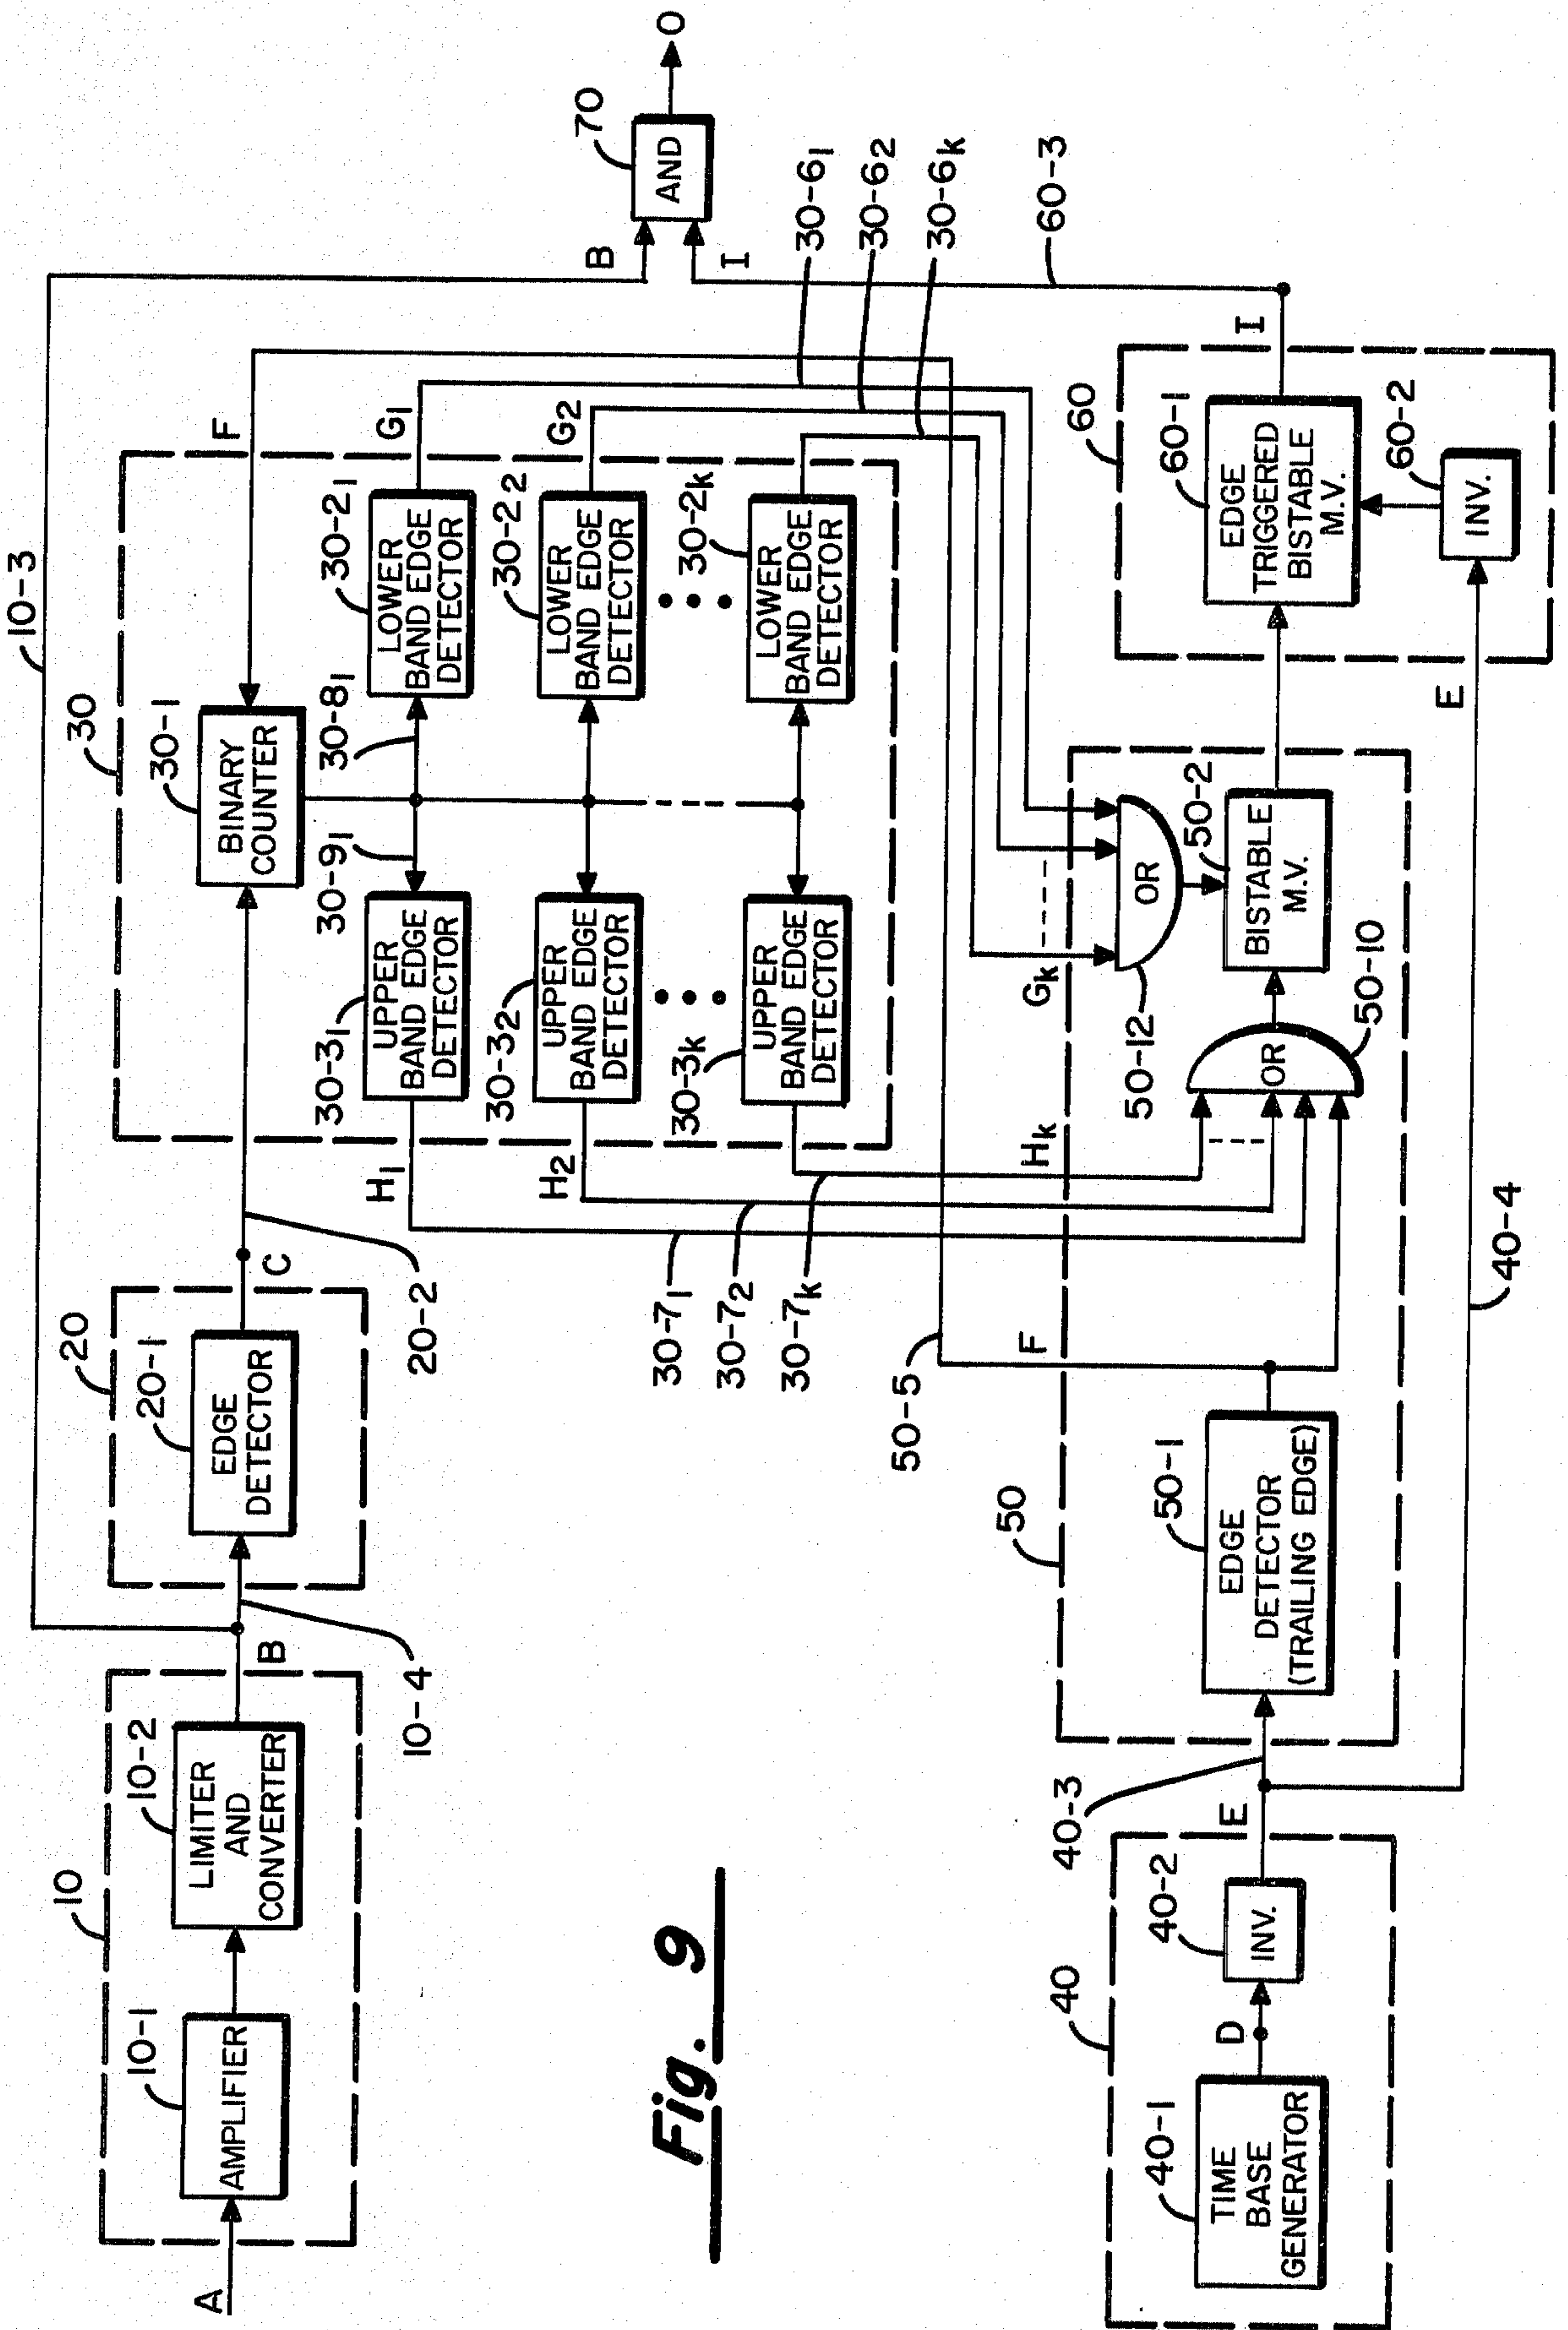 A
10
10-1
AMPLIFIER
10-2
LIMITER
AND
CONVERTER
B
10-4
10-3
20
20-1
EDGE
DETECTOR
C
20-2
30
30-1
BINARY
COUNTER
F
30-9₁
30-8₁
30-3₁
UPPER
BAND EDGE
DETECTOR
30-2₁
LOWER
BAND EDGE
DETECTOR
H₁
G₁
30-3₂
UPPER
BAND EDGE
DETECTOR
30-2₂
LOWER
BAND EDGE
DETECTOR
H₂
G₂
30-3k
UPPER
BAND EDGE
DETECTOR
30-2k
LOWER
BAND EDGE
DETECTOR
B
I
70
AND
O
30-7₁
30-7₂
30-7k
30-6₁
30-6₂
30-6k
60-3
50-5
F
Hk
Gk
Fig. 9
40
40-1
TIME
BASE
GENERATOR
D
40-2
INV.
E
40-3
50
50-1
EDGE
DETECTOR
(TRAILING EDGE)
50-12
OR
OR
50-10
50-2
BISTABLE
M.V.
40-4
E
60
60-1
EDGE
TRIGGERED
BISTABLE
M.V.
60-2
INV.
I